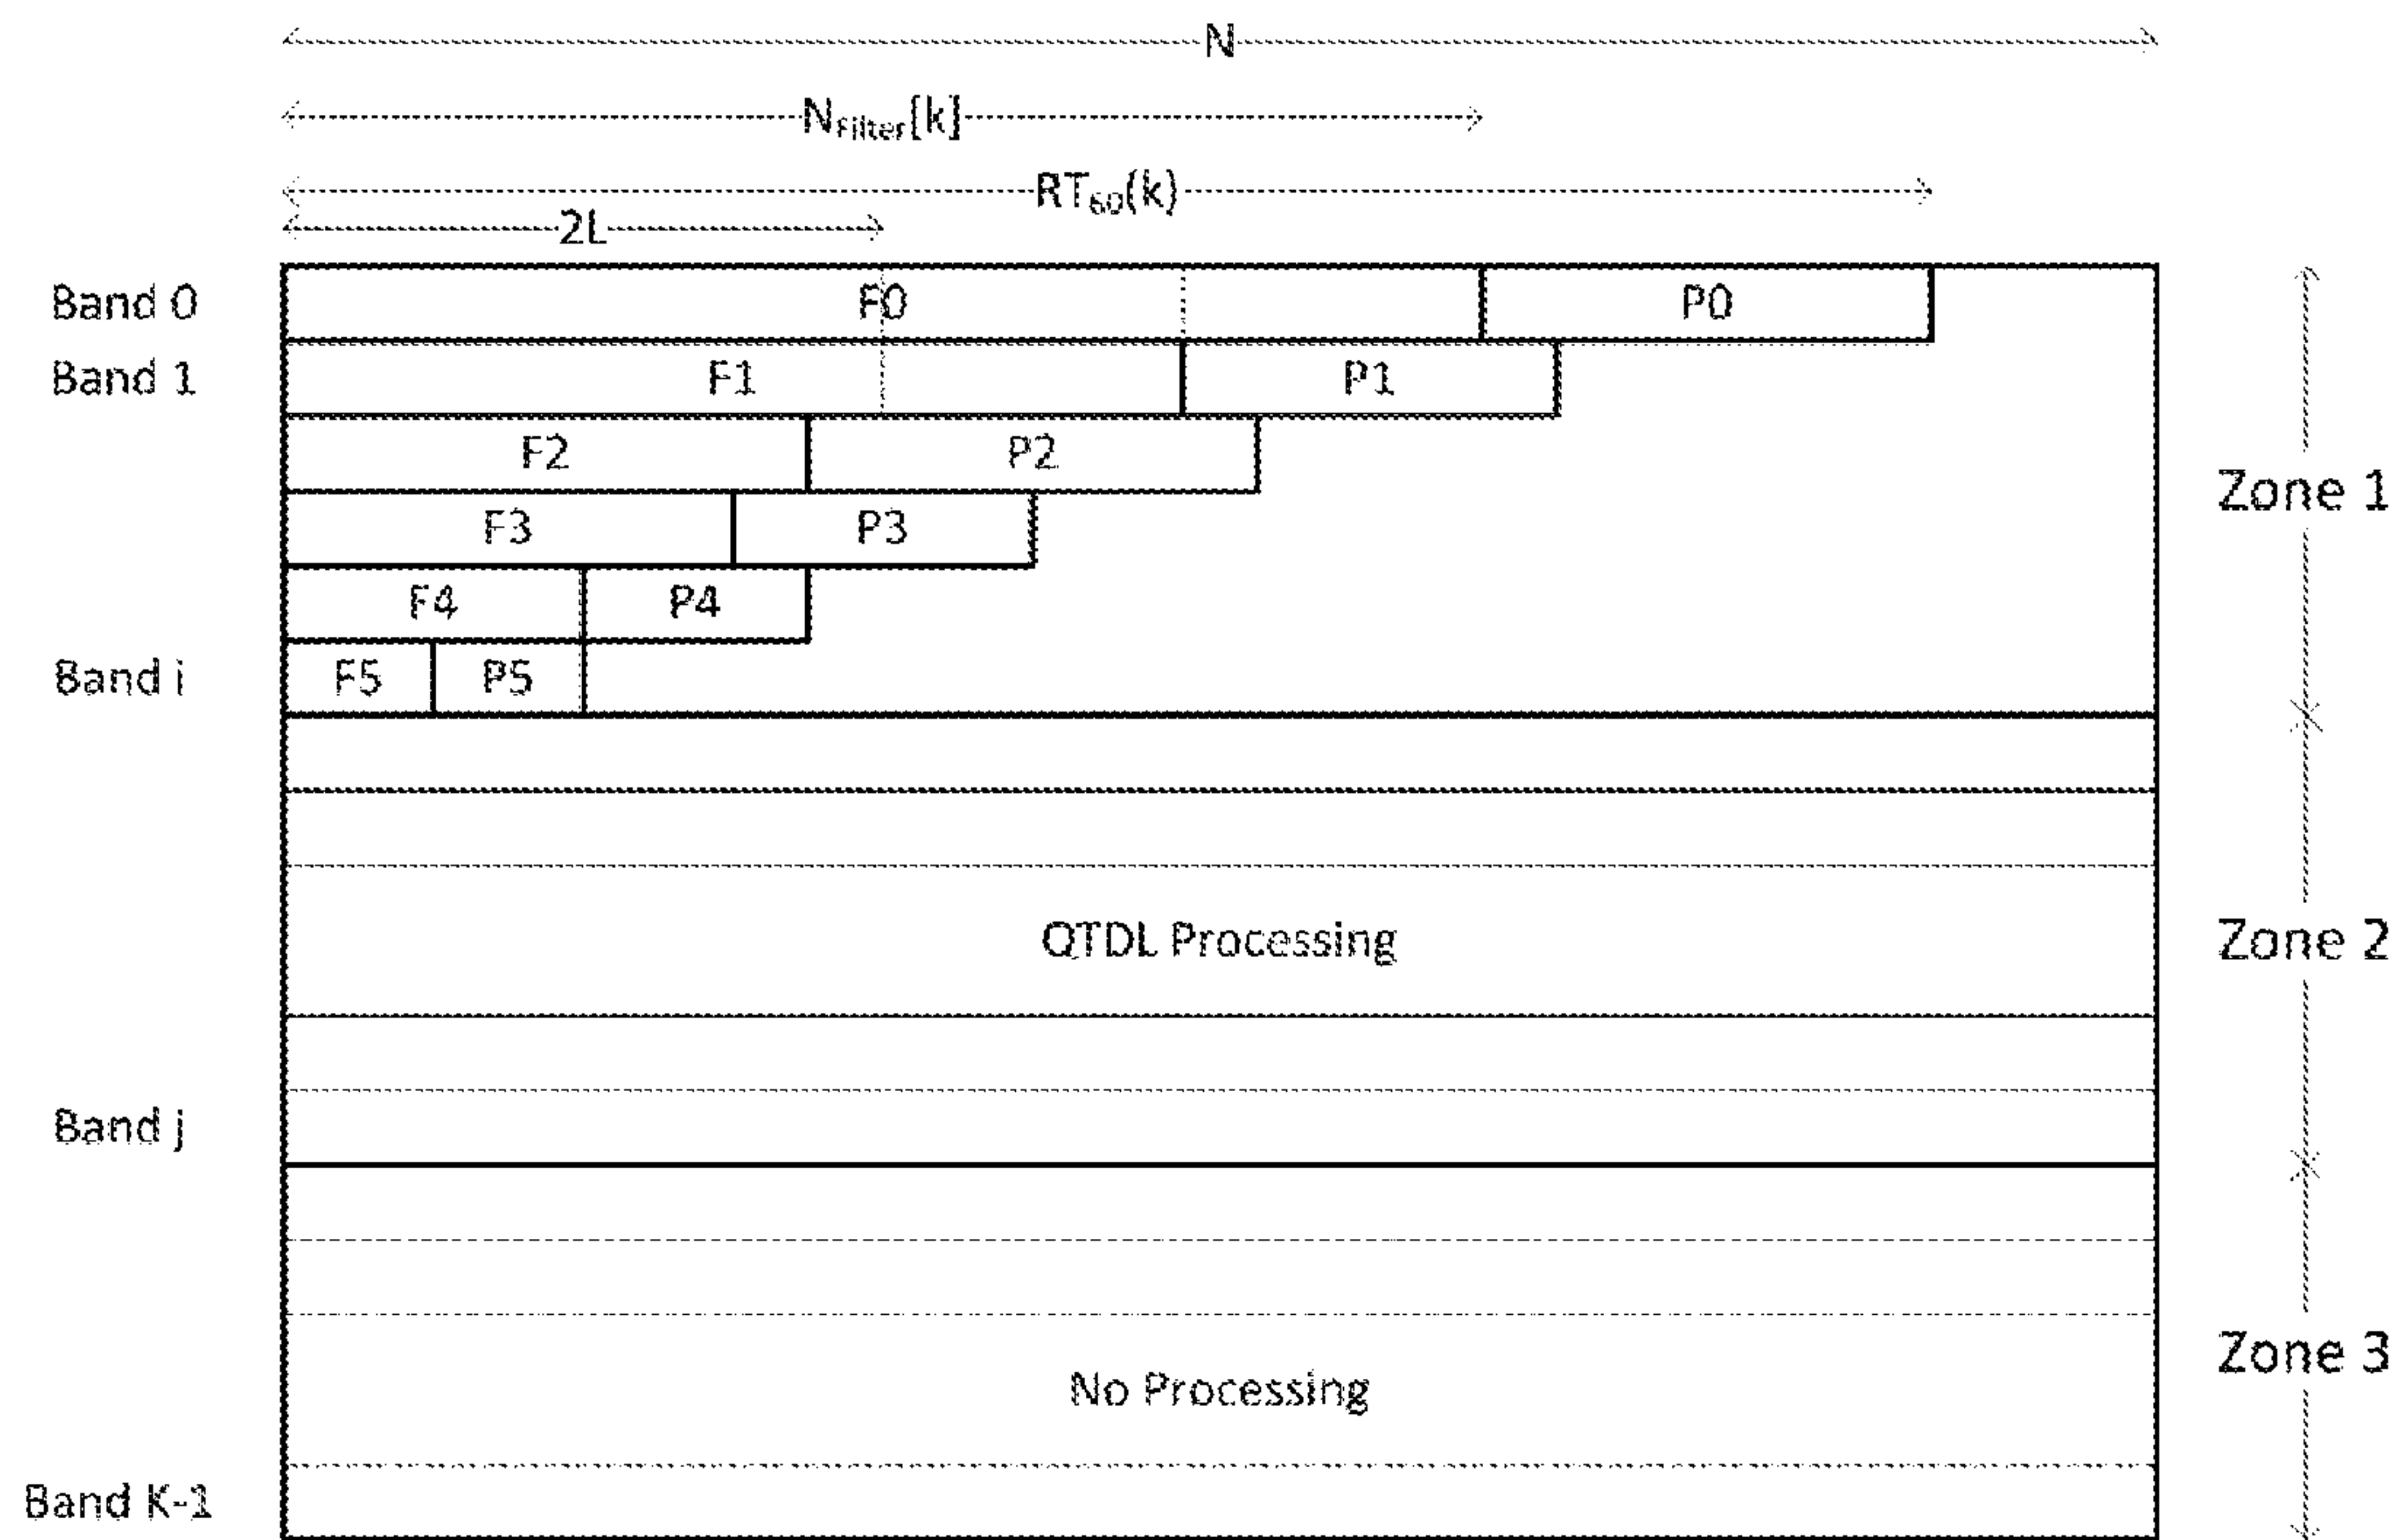 N
NFilter[k]
RT60(k)
2L
Band 0 F0 P0
Band 1 F1 P1
F2 P2
Zone 1
F3 P3
F4 P4
Band i F5 P5
QTDL Processing Zone 2
Band j
Zone 3
No Processing
Band K-1